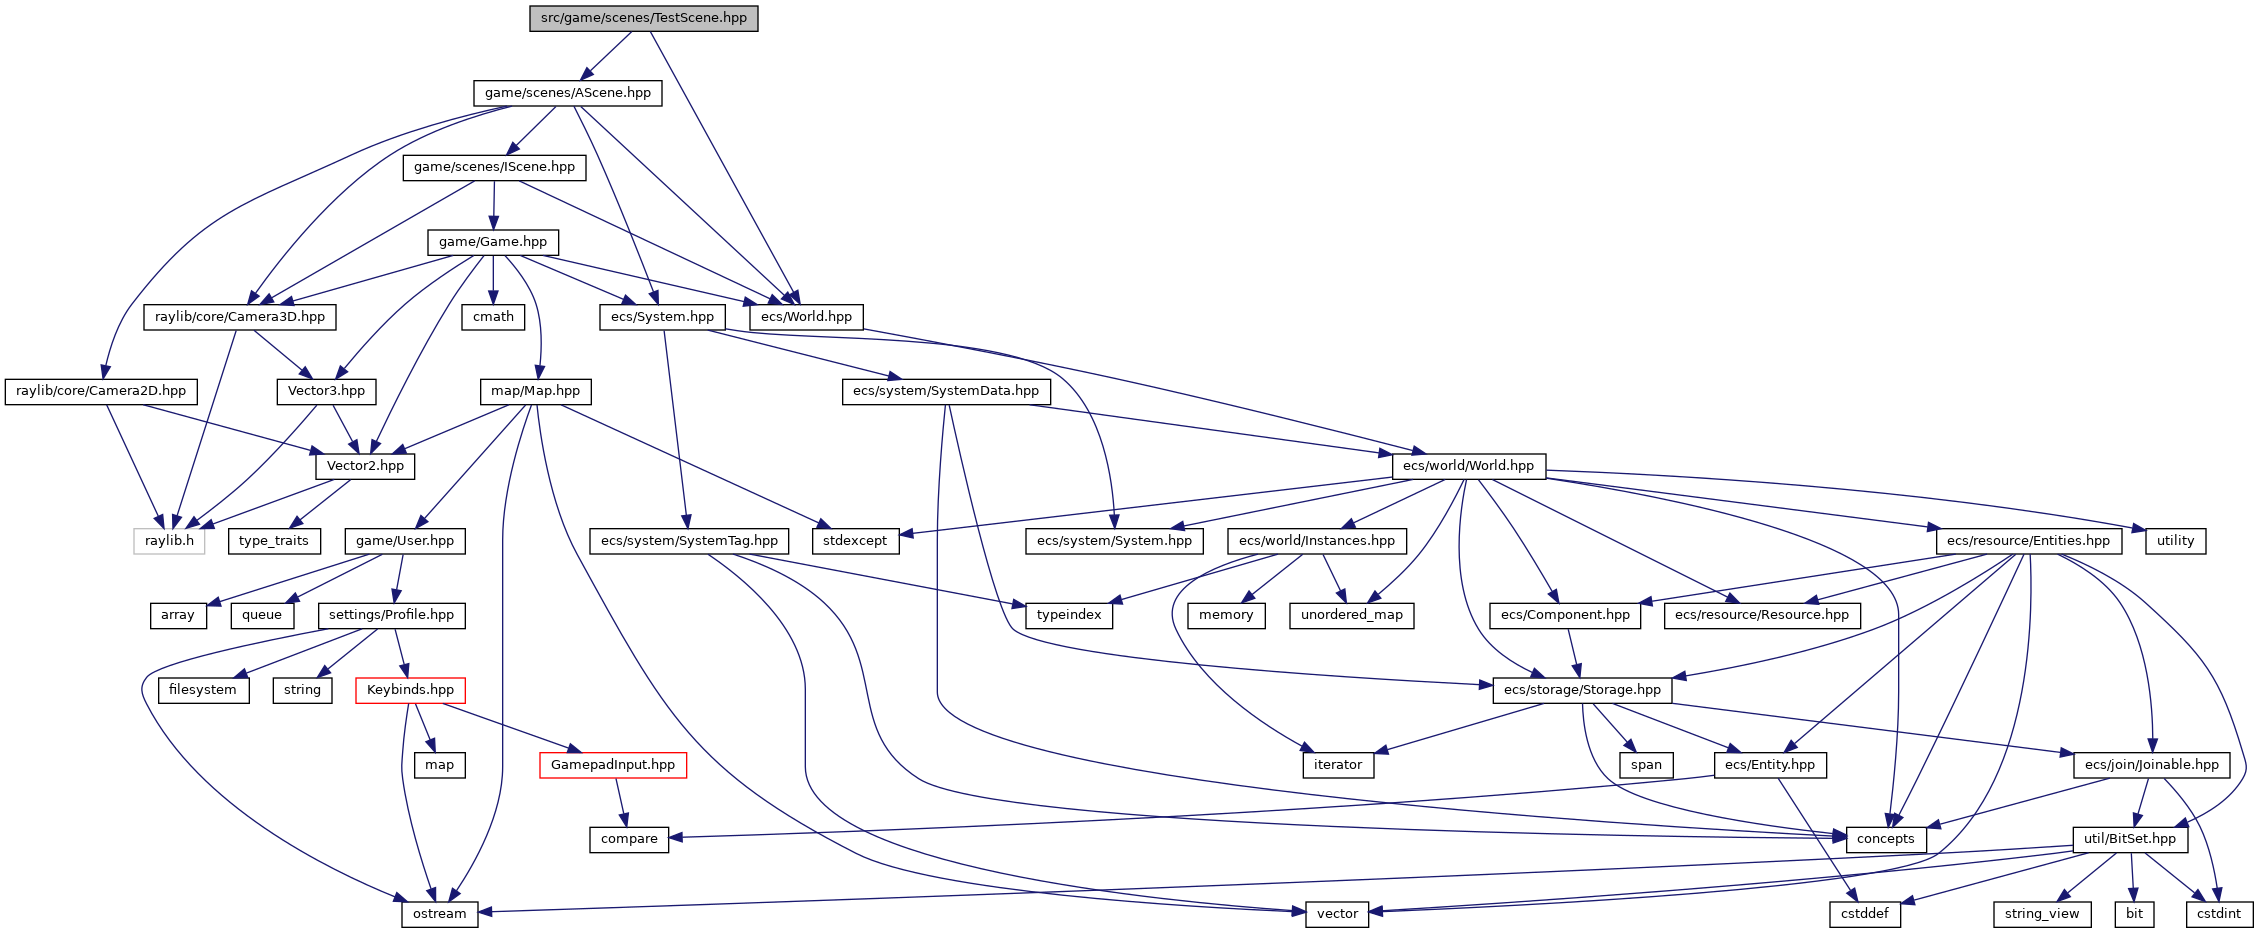 src/game/scenes/TestScene.hpp
game/scenes/AScene.hpp
game/scenes/IScene.hpp
game/Game.hpp
raylib/core/Camera3D.hpp
cmath
ecs/System.hpp
ecs/World.hpp
raylib/core/Camera2D.hpp
Vector3.hpp
map/Map.hpp
ecs/system/SystemData.hpp
Vector2.hpp
ecs/world/World.hpp
raylib.h
type_traits
game/User.hpp
ecs/system/SystemTag.hpp
stdexcept
ecs/system/System.hpp
ecs/world/Instances.hpp
ecs/resource/Entities.hpp
utility
array
queue
settings/Profile.hpp
typeindex
memory
unordered_map
ecs/Component.hpp
ecs/resource/Resource.hpp
filesystem
string
Keybinds.hpp
ecs/storage/Storage.hpp
map
GamepadInput.hpp
iterator
span
ecs/Entity.hpp
ecs/join/Joinable.hpp
compare
concepts
util/BitSet.hpp
ostream
vector
cstddef
string_view
bit
cstdint